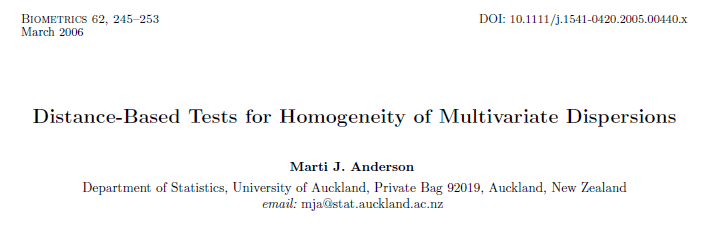 BIOMETRICS 62, 245–253
DOI: 10.1111/j.1541-0420.2005.00440.x
March 2006
Distance-Based Tests for Homogeneity of Multivariate Dispersions
Marti J. Anderson
Department of Statistics, University of Auckland, Private Bag 92019, Auckland, New Zealand
email: mja@stat.auckland.ac.nz